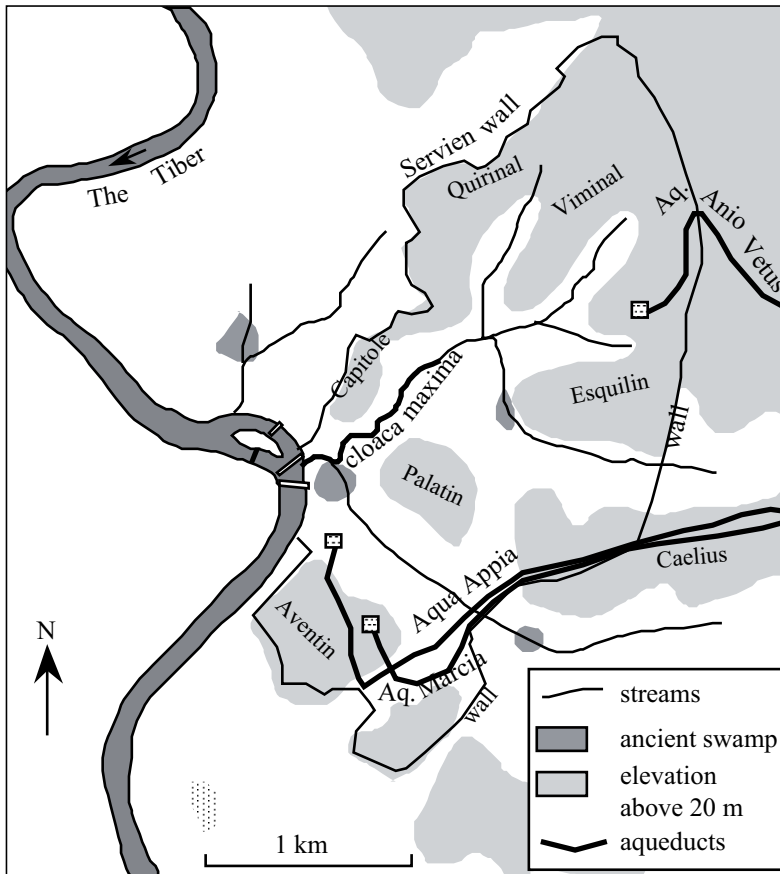 Servien wall
The Tiber
Quirinal
Viminal
Aq. Anio Vetus
Capitole
cloaca maxima
Esquilin
wall
Palatin
Caelius
Aqua Appia
Aventin
Aq. Marcia
wall
N
streams
ancient swamp
elevation
above 20 m
aqueducts
1 km